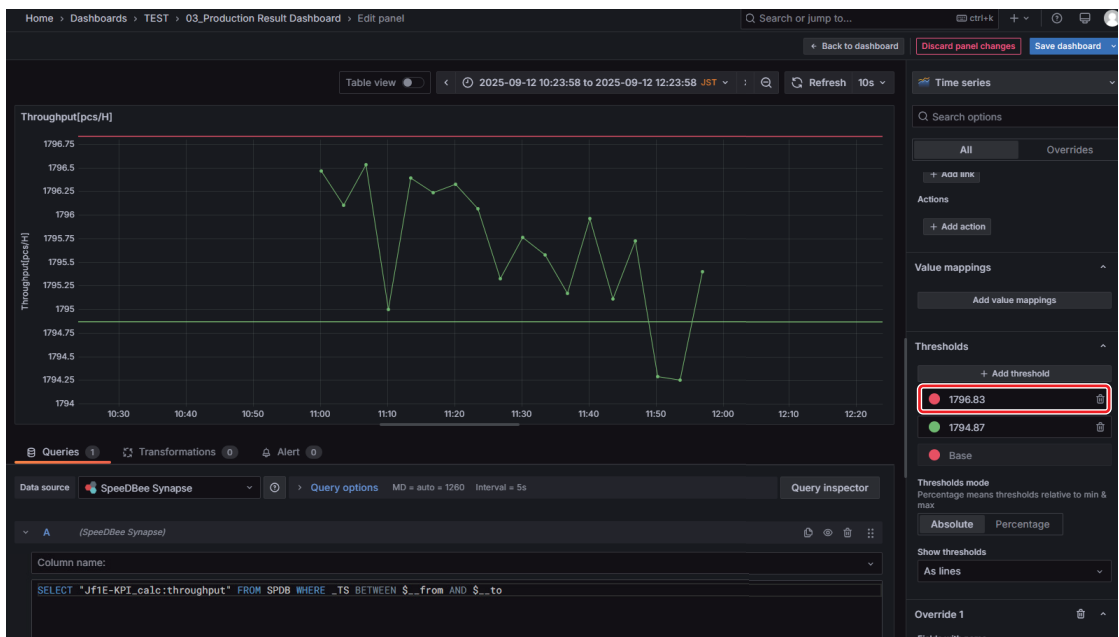 Home › Dashboards › TEST › 03_Production Result Dashboard › Edit panel
Search or jump to...
ctrl+k
Back to dashboard
Discard panel changes
Save dashboard
Table view
2025-09-12 10:23:58 to 2025-09-12 12:23:58 JST
Refresh 10s
Throughput[pcs/H]
Throughput[pcs/H]
1796.75
1796.5
1796.25
1796
1795.75
1795.5
1795.25
1795
1794.75
1794.5
1794.25
1794
10:30 10:40 10:50 11:00 11:10 11:20 11:30 11:40 11:50 12:00 12:10 12:20
Queries 1 Transformations 0 Alert 0
Data source SpeeDBee Synapse Query options MD = auto = 1260 Interval = 5s Query inspector
A (SpeeDBee Synapse)
Column name:
SELECT "Jf1E-KPI_calc:throughput" FROM SPDB WHERE _TS BETWEEN $__from AND $__to
Time series
Search options
All Overrides
+ Add link
Actions
+ Add action
Value mappings
Add value mappings
Thresholds
+ Add threshold
1796.83
1794.87
Base
Thresholds mode
Percentage means thresholds relative to min &
max
Absolute Percentage
Show thresholds
As lines
Override 1